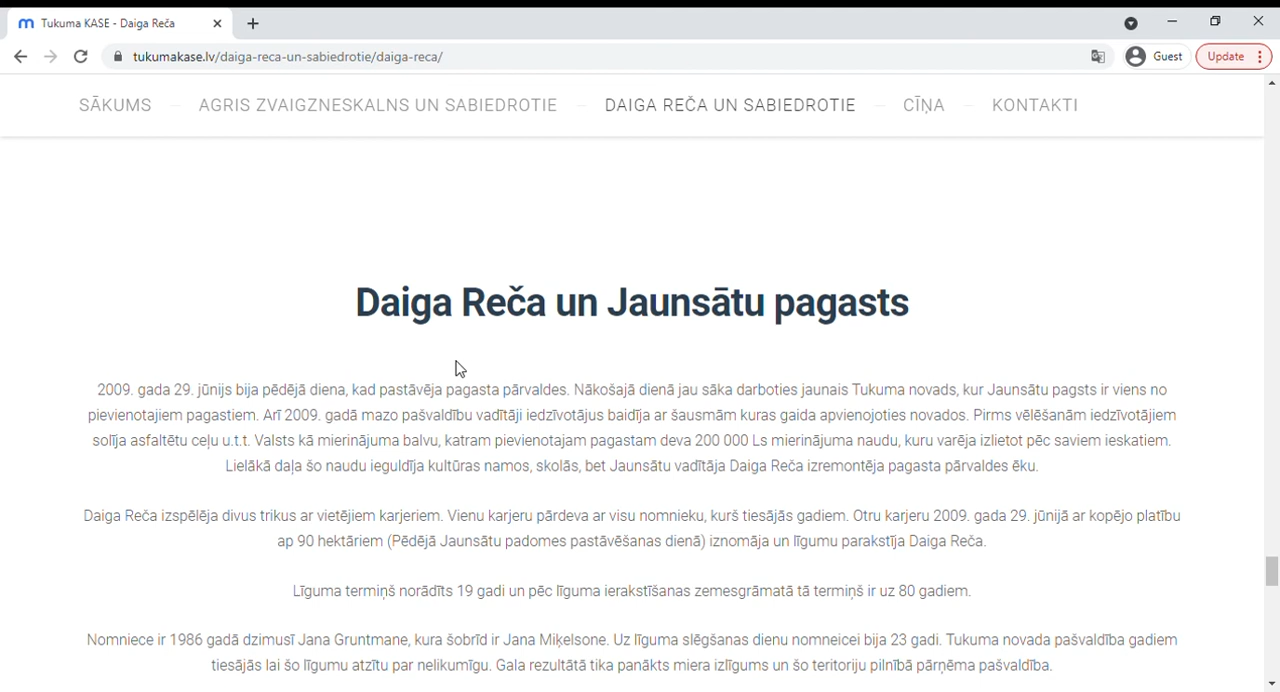 Tukuma KASE - Daiga Reča
tukumakase.lv/daiga-reca-un-sabiedrotie/daiga-reca/
Guest
Update
SĀKUMS
AGRIS ZVAIGZNESKALNS UN SABIEDROTIE
DAIGA REČA UN SABIEDROTIE
CĪŅA
KONTAKTI
Daiga Reča un Jaunsātu pagasts
2009. gada 29. jūnijs bija pēdējā diena, kad pastāvēja pagasta pārvaldes. Nākošajā dienā jau sāka darboties jaunais Tukuma novads, kur Jaunsātu pagsts ir viens no
pievienotajiem pagastiem. Arī 2009. gadā mazo pašvaldību vadītāji iedzīvotājus baidīja ar šausmām kuras gaida apvienojoties novados. Pirms vēlēšanām iedzīvotājiem
solīja asfaltētu ceļu u.t.t. Valsts kā mierinājuma balvu, katram pievienotajam pagastam deva 200 000 Ls mierinājuma naudu, kuru varēja izlietot pēc saviem ieskatiem.
Lielākā daļa šo naudu ieguldīja kultūras namos, skolās, bet Jaunsātu vadītāja Daiga Reča izremontēja pagasta pārvaldes ēku.
Daiga Reča izspēlēja divus trikus ar vietējiem karjeriem. Vienu karjeru pārdeva ar visu nomnieku, kurš tiesājās gadiem. Otru karjeru 2009. gada 29. jūnijā ar kopējo platību
ap 90 hektāriem (Pēdējā Jaunsātu padomes pastāvēšanas dienā) iznomāja un līgumu parakstīja Daiga Reča.
Līguma termiņš norādīts 19 gadi un pēc līguma ierakstīšanas zemesgrāmatā tā termiņš ir uz 80 gadiem.
Nomniece ir 1986 gadā dzimusī Jana Gruntmane, kura šobrīd ir Jana Miķelsone. Uz līguma slēgšanas dienu nomneicei bija 23 gadi. Tukuma novada pašvaldība gadiem
tiesājās lai šo līgumu atzītu par nelikumīgu. Gala rezultātā tika panākts miera izlīgums un šo teritoriju pilnībā pārņēma pašvaldība.